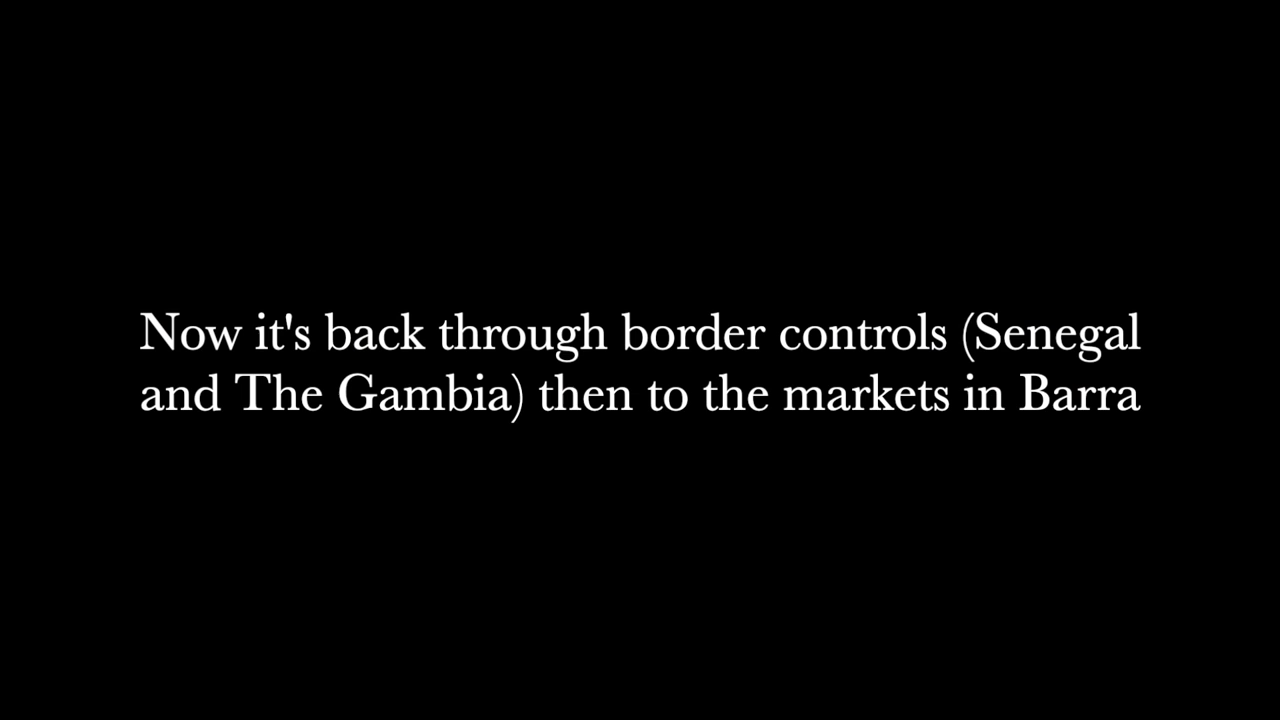 Now it's back through border controls (Senegal
and The Gambia) then to the markets in Barra